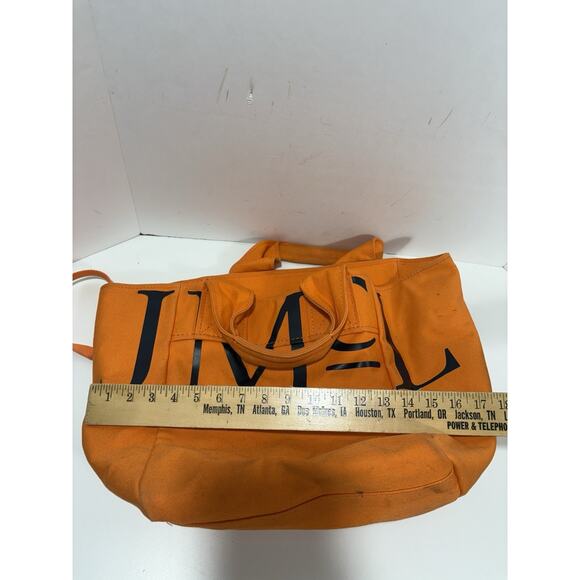 1 2 3 4 5 6 7 8 9 10 11 12 13 14 15 16 17 18
Memphis, TN Atlanta, GA Des Moines, IA Houston, TX Portland, OR Jackson, TN L
POWER & TELEPHO